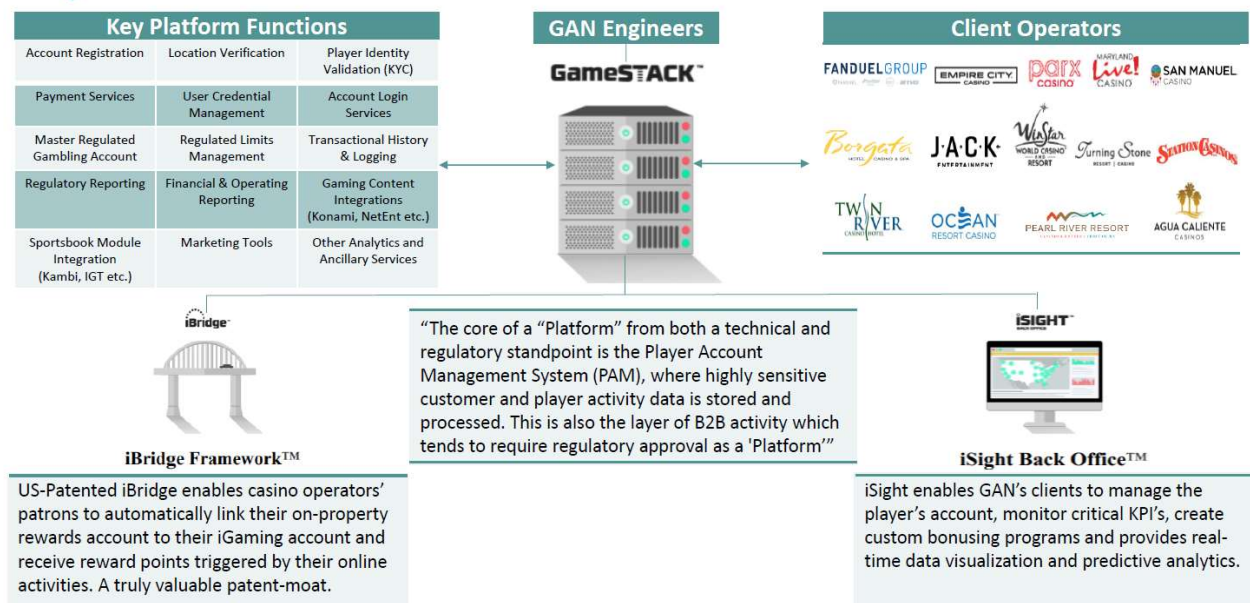 Key Platform Functions
Account Registration
Location Verification
Player Identity
Validation (KYC)
Payment Services
User Credential
Management
Account Login
Services
Master Regulated
Gambling Account
Regulated Limits
Management
Transactional History
& Logging
Regulatory Reporting
Financial & Operating
Reporting
Gaming Content
Integrations
(Konami, NetEnt etc.)
Sportsbook Module
Integration
(Kambi, IGT etc.)
Marketing Tools
Other Analytics and
Ancillary Services
GAN Engineers
GameSTACK™
Client Operators
FANDUELGROUP
EMPIRE CITY
CASINO
parx
casino
MARYLAND
Live!
CASINO
SAN MANUEL
CASINO
Borgata
HOTEL CASINO & SPA
J·A·C·K·
ENTERTAINMENT
WinStar
WORLD CASINO
AND
RESORT
Turning Stone
RESORT | CASINO
STATION CASINOS
TWIN
RIVER
CASINO HOTEL
OCEAN
RESORT CASINO
PEARL RIVER RESORT
AGUA CALIENTE
CASINOS
iBridge™
iBridge Framework™
US-Patented iBridge enables casino operators’
patrons to automatically link their on-property
rewards account to their iGaming account and
receive reward points triggered by their online
activities. A truly valuable patent-moat.
“The core of a “Platform” from both a technical and
regulatory standpoint is the Player Account
Management System (PAM), where highly sensitive
customer and player activity data is stored and
processed. This is also the layer of B2B activity which
tends to require regulatory approval as a 'Platform’”
iSIGHT™
BACK OFFICE
iSight Back Office™
iSight enables GAN’s clients to manage the
player’s account, monitor critical KPI’s, create
custom bonusing programs and provides real-
time data visualization and predictive analytics.